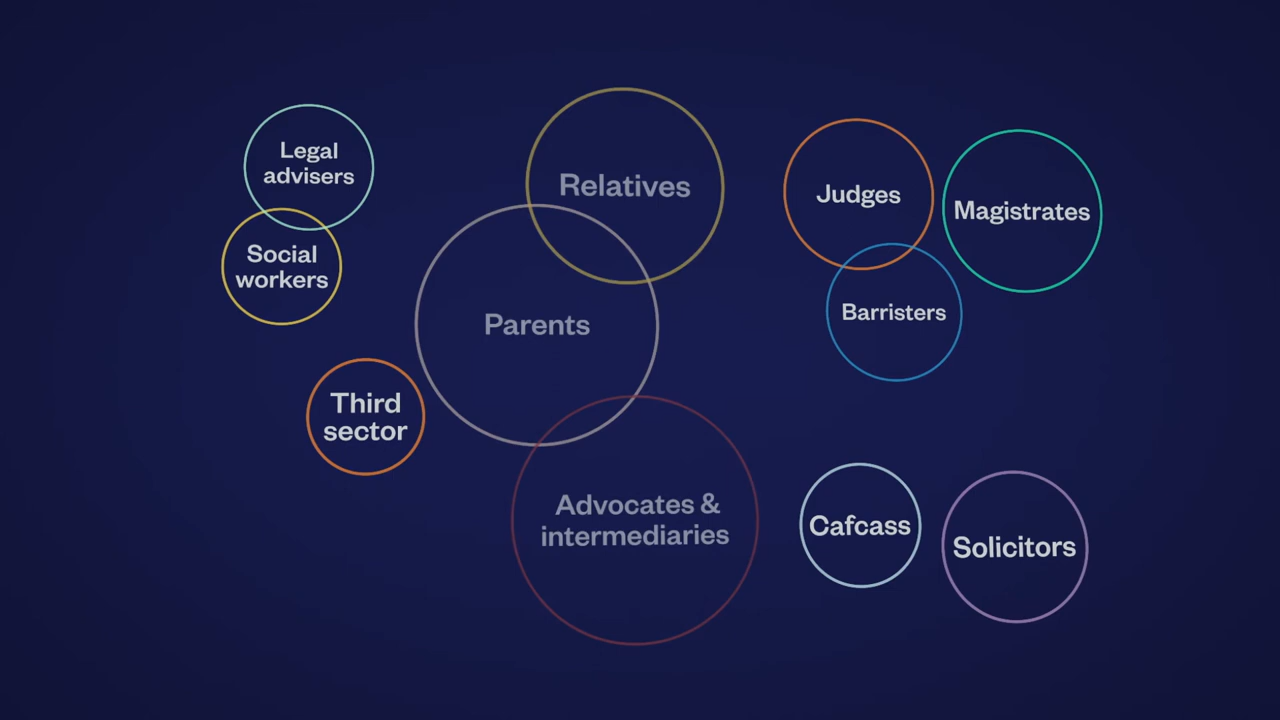 Legal
advisers
Relatives
Judges
Magistrates
Social
workers
Parents
Barristers
Third
sector
Advocates &
intermediaries
Cafcass
Solicitors